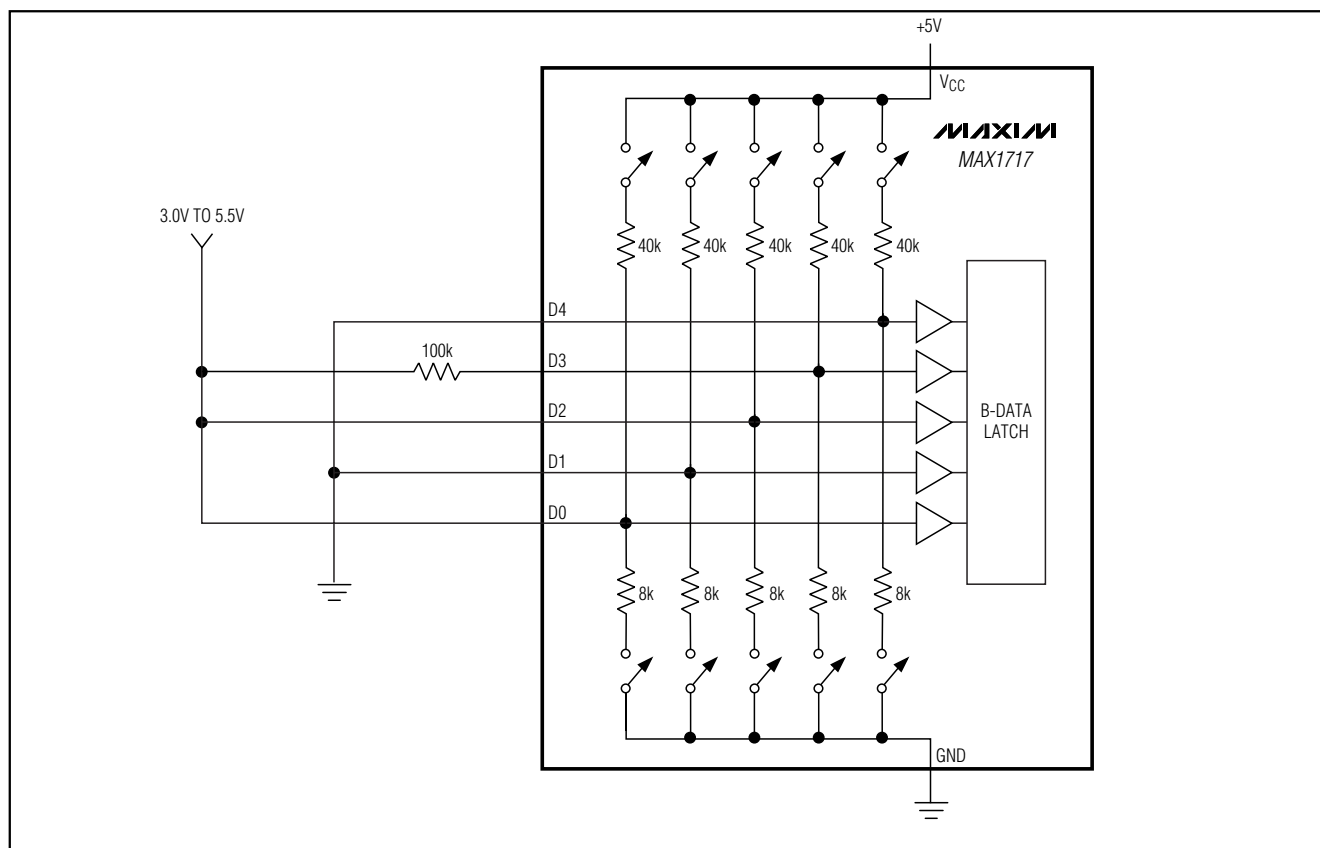 +5V
VCC
MAXIM
MAX1717
3.0V TO 5.5V
40k 40k 40k 40k 40k
D4
100k
D3
D2
B-DATA
LATCH
D1
D0
8k 8k 8k 8k 8k
GND